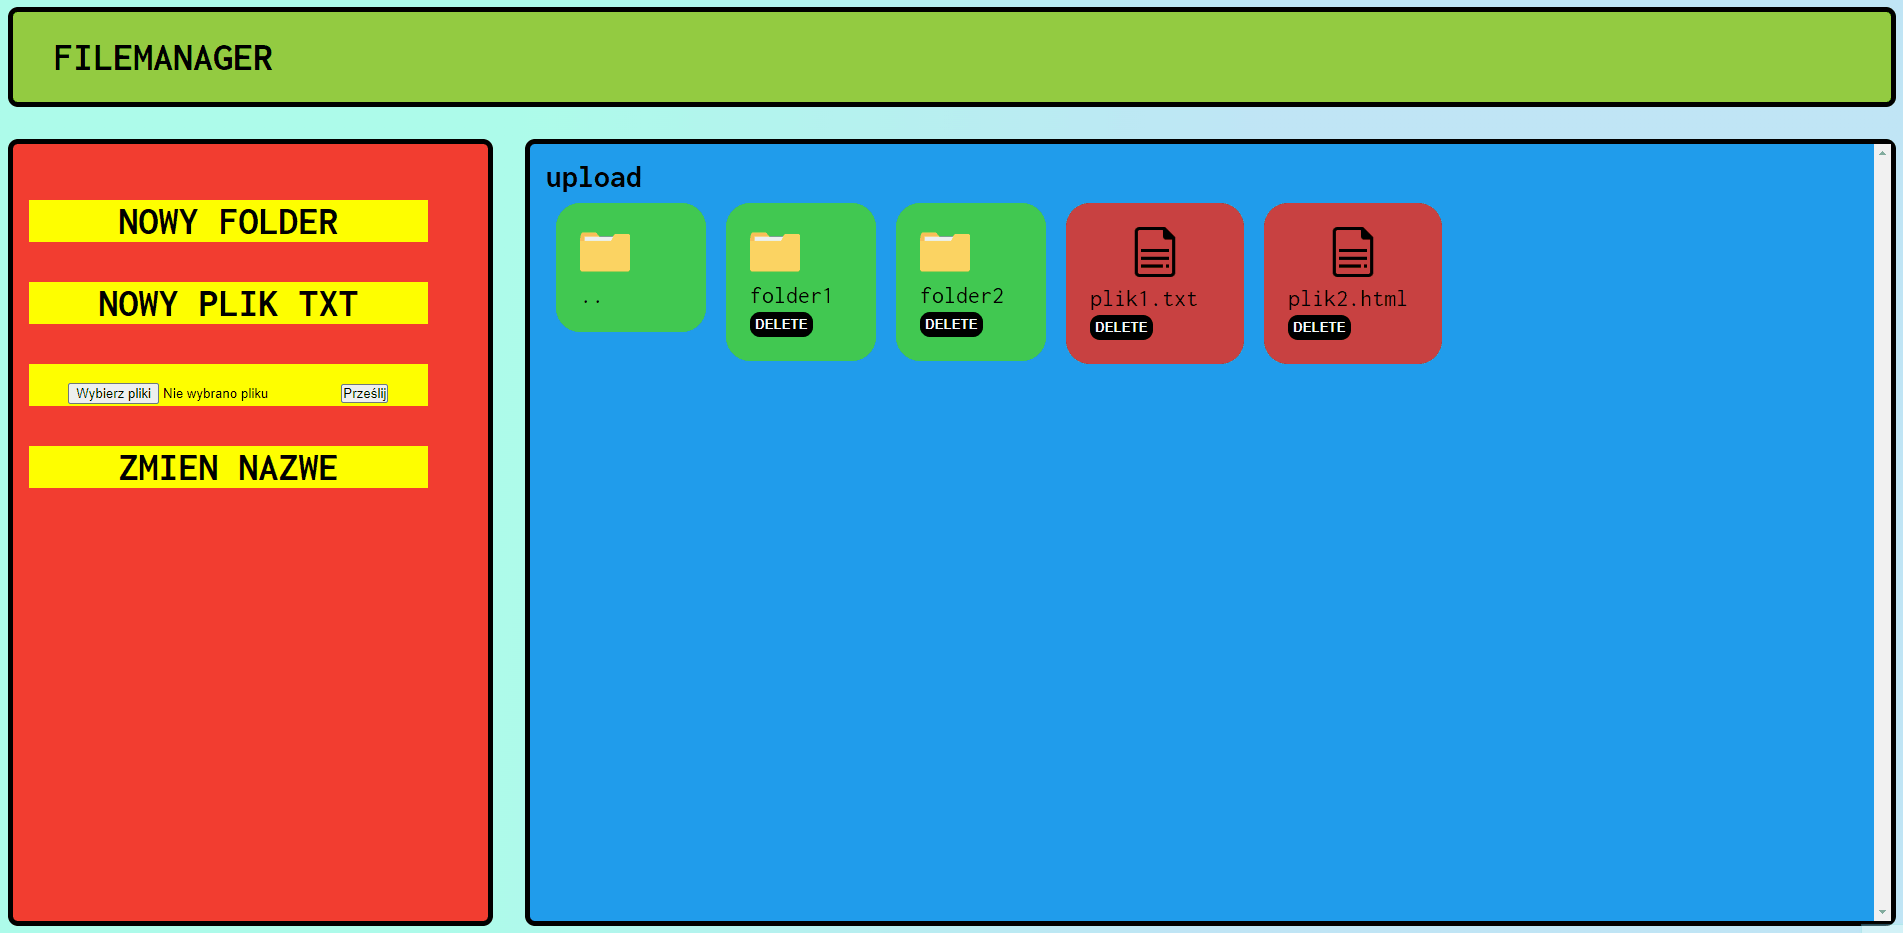 FILEMANAGER
NOWY FOLDER
NOWY PLIK TXT
Wybierz pliki Nie wybrano pliku Prześlij
ZMIEN NAZWE
upload
.. folder1 folder2 plik1.txt plik2.html
DELETE DELETE DELETE DELETE